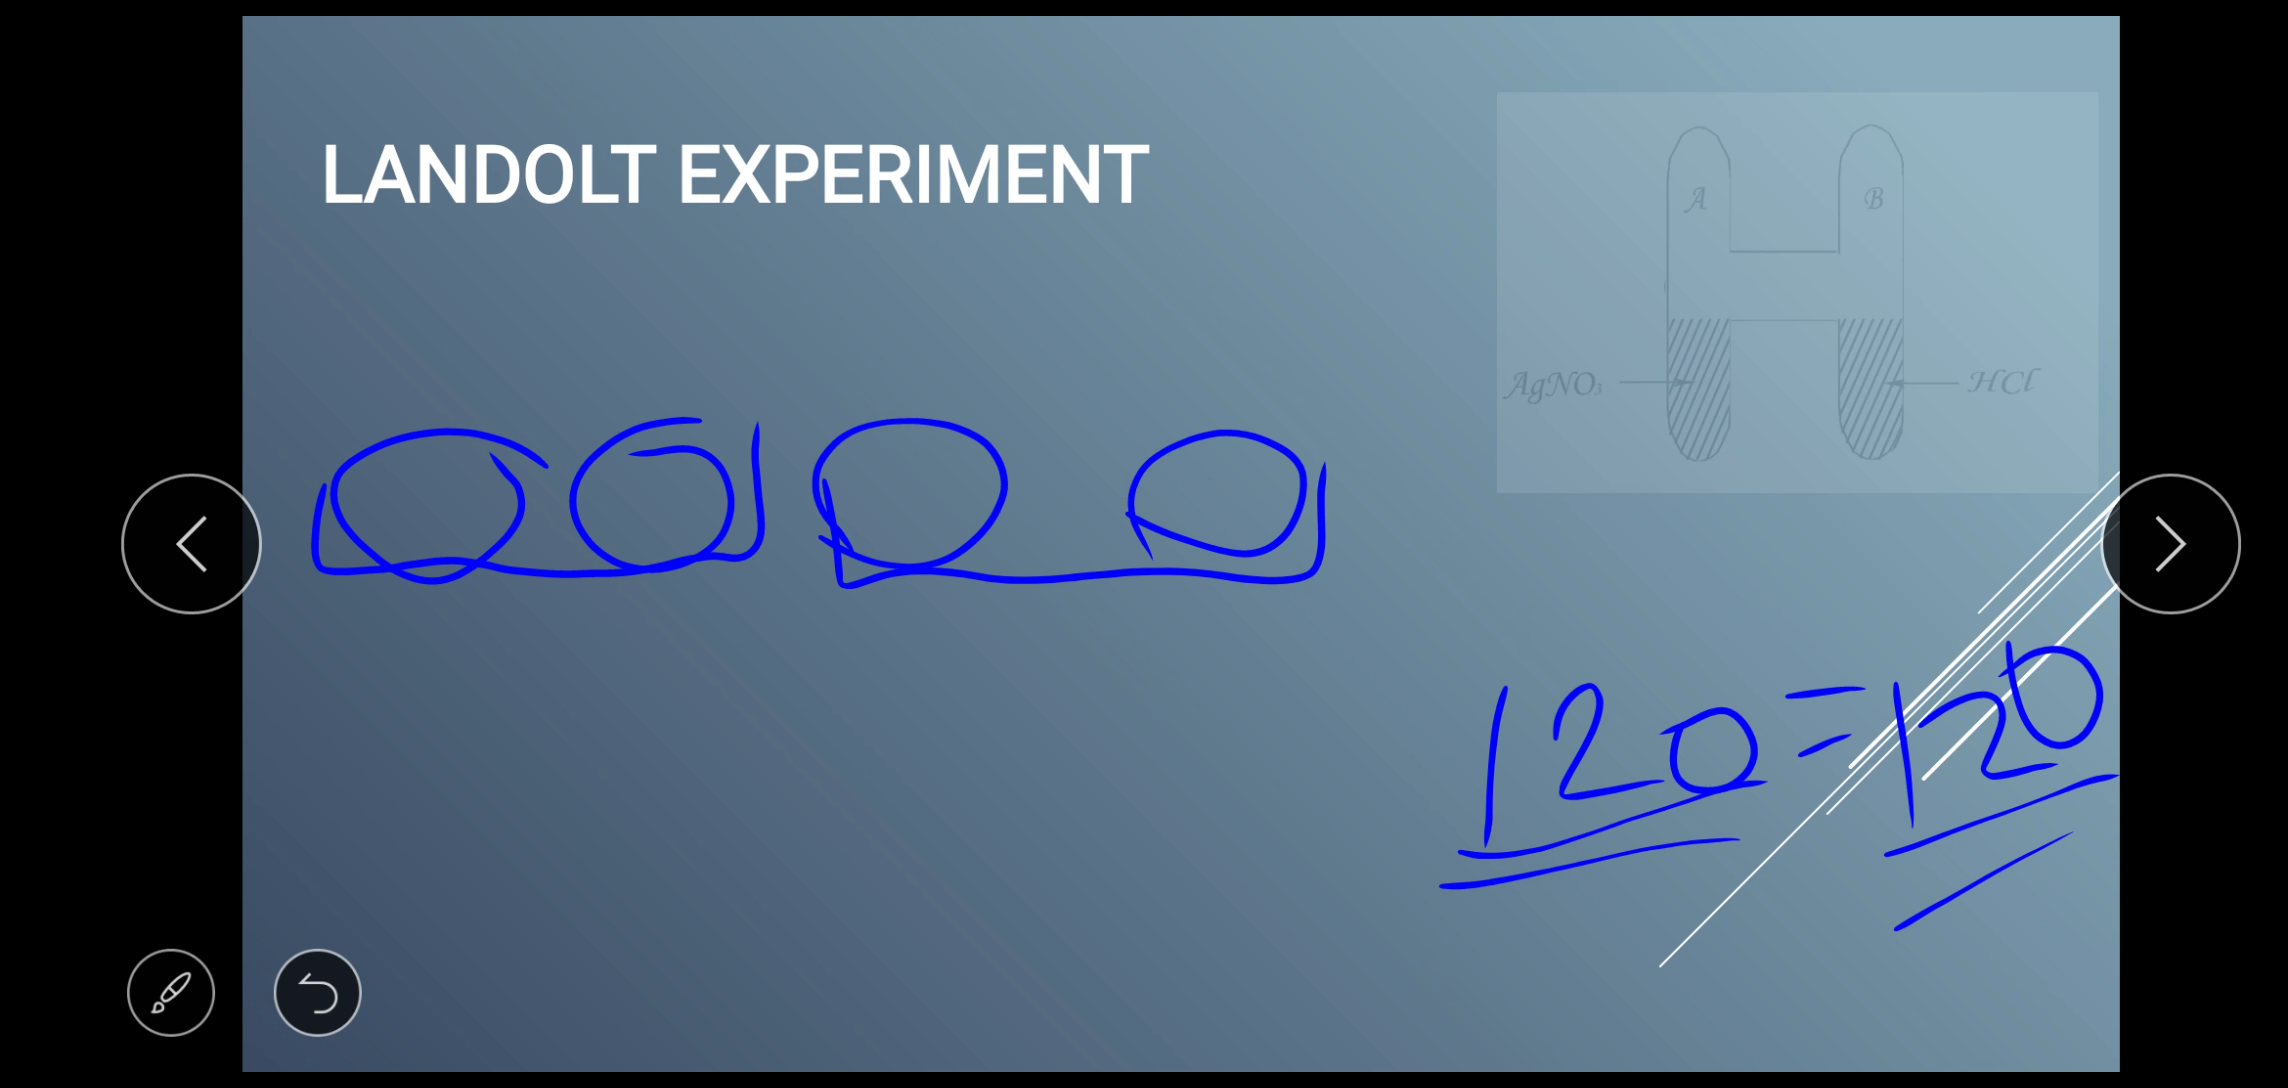 LANDOLT EXPERIMENT
A
B
AgNO₃
HCl
120 = 120